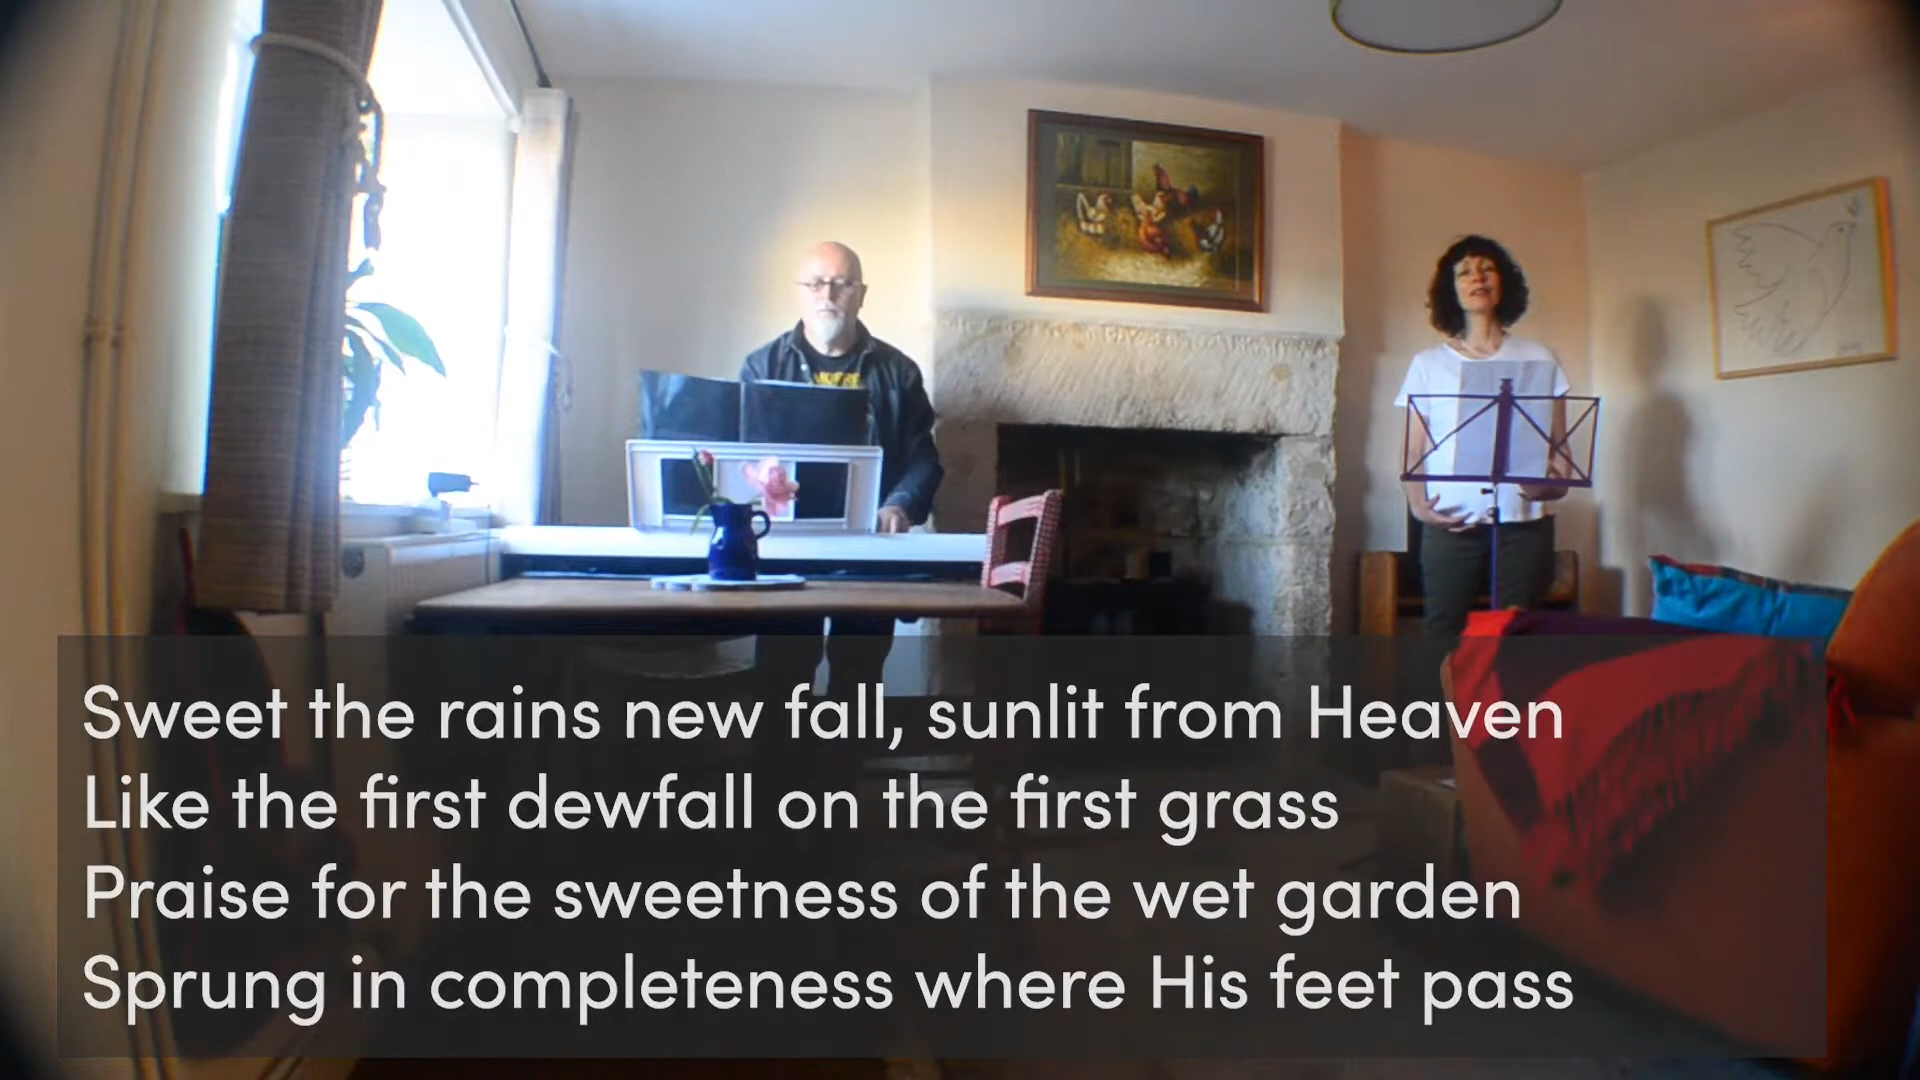 Sweet the rains new fall, sunlit from Heaven
Like the first dewfall on the first grass
Praise for the sweetness of the wet garden
Sprung in completeness where His feet pass